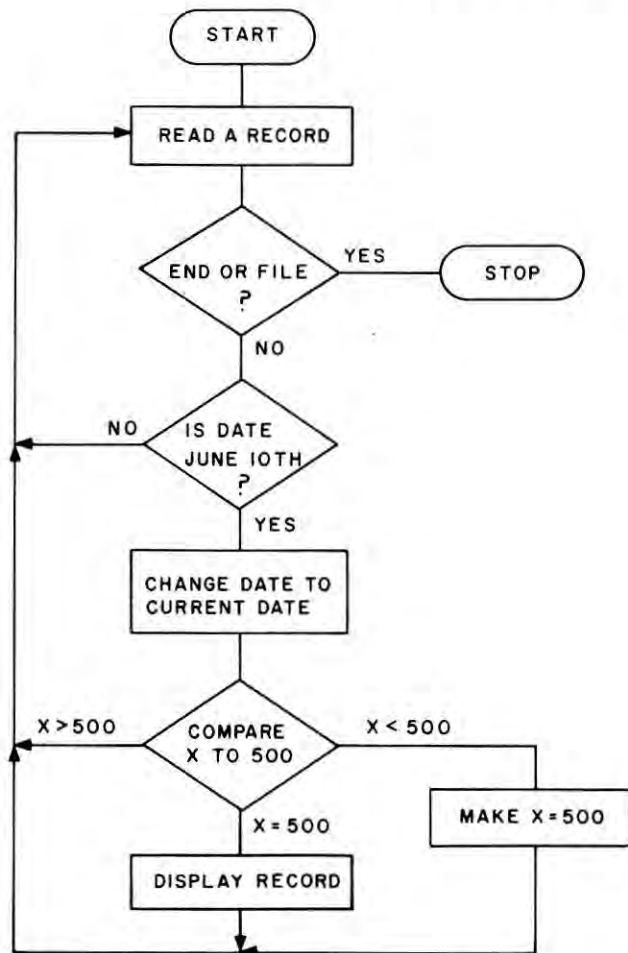 START
READ A RECORD
END OR FILE
?
YES
STOP
NO
NO
IS DATE
JUNE 10TH
?
YES
CHANGE DATE TO
CURRENT DATE
X>500
COMPARE
X TO 500
X<500
X=500
MAKE X=500
DISPLAY RECORD